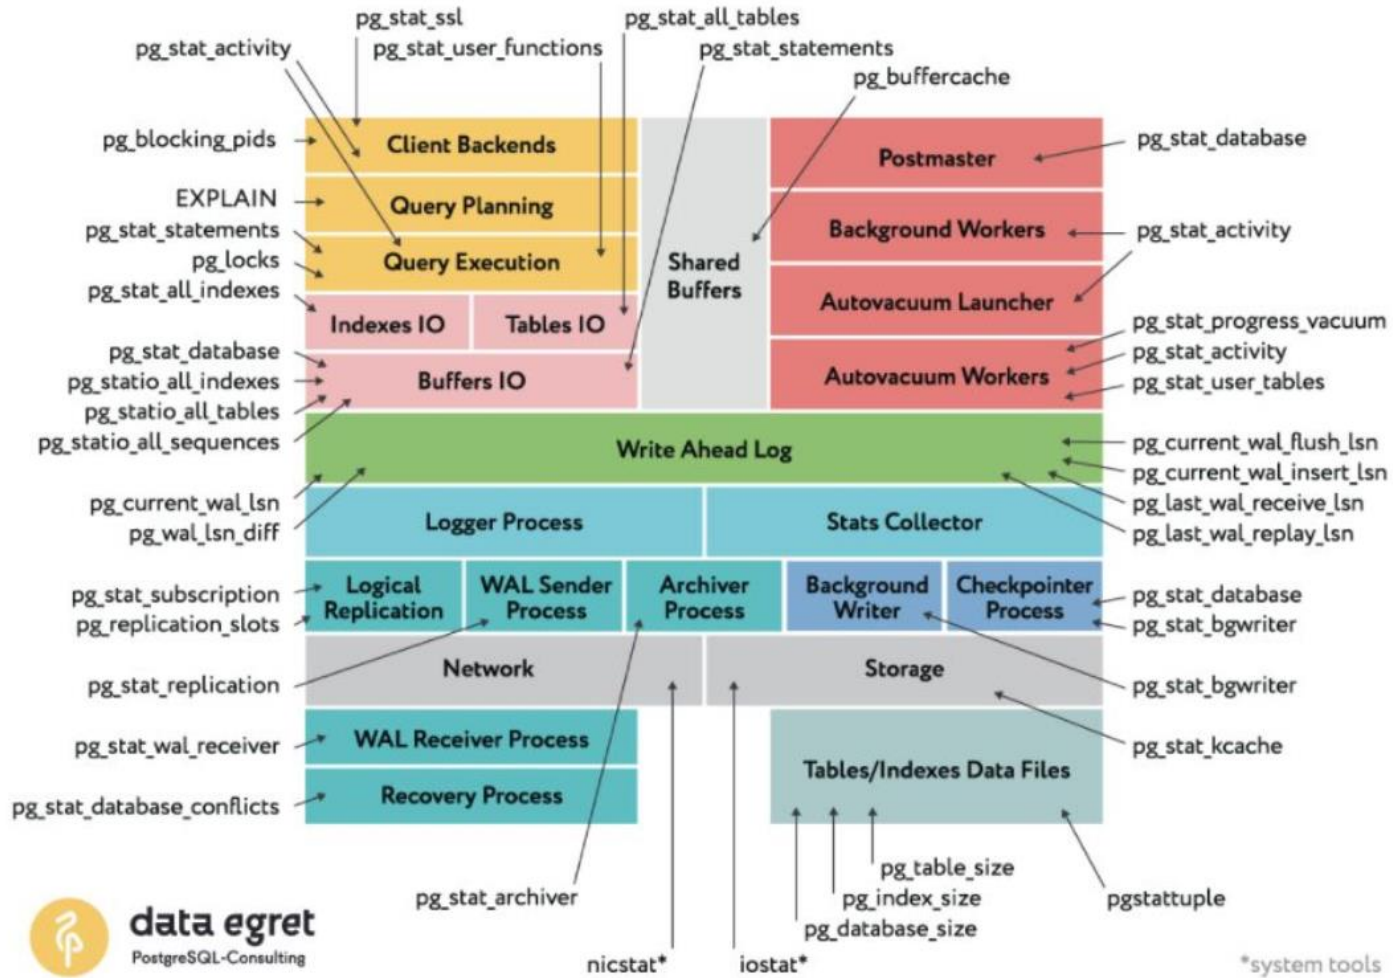 pg_stat_ssl
pg_stat_all_tables
pg_stat_activity
pg_stat_user_functions
pg_stat_statements
pg_buffercache
pg_blocking_pids
Client Backends
Postmaster
pg_stat_database
EXPLAIN
Query Planning
pg_stat_statements
Background Workers
pg_stat_activity
pg_locks
Query Execution
Shared
Buffers
pg_stat_all_indexes
Indexes IO
Tables IO
Autovacuum Launcher
pg_stat_progress_vacuum
pg_stat_database
pg_stat_activity
pg_statio_all_indexes
Buffers IO
Autovacuum Workers
pg_stat_user_tables
pg_statio_all_tables
pg_statio_all_sequences
Write Ahead Log
pg_current_wal_flush_lsn
pg_current_wal_insert_lsn
pg_current_wal_lsn
pg_last_wal_receive_lsn
pg_wal_lsn_diff
Logger Process
Stats Collector
pg_last_wal_replay_lsn
pg_stat_subscription
Logical
Replication
WAL Sender
Process
Archiver
Process
Background
Writer
Checkpointer
Process
pg_stat_database
pg_replication_slots
pg_stat_bgwriter
Network
Storage
pg_stat_replication
pg_stat_bgwriter
pg_stat_wal_receiver
WAL Receiver Process
pg_stat_kcache
Tables/Indexes Data Files
pg_stat_database_conflicts
Recovery Process
pg_table_size
pg_stat_archiver
pg_index_size
pgstattuple
pg_database_size
data egret
PostgreSQL-Consulting
nicstat*
iostat*
*system tools